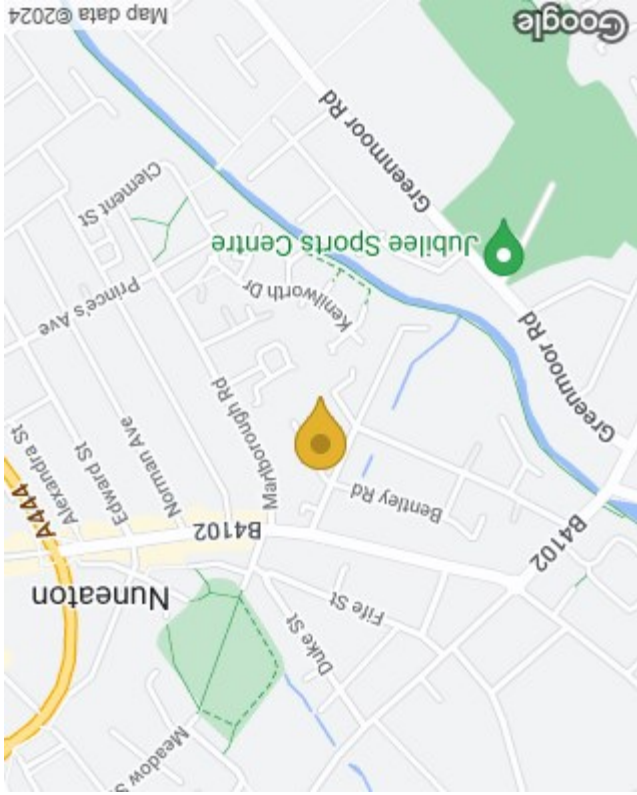 Meadow S
Duke St
Fife St
Nuneaton
B4102
B4102
A444
Alexandra St
Edward St
Norman Ave
Marlborough Rd
Bentley Rd
Greenmoor Rd
Prince's Ave
Kenilworth Dr
Jubilee Sports Centre
Clement St
Greenmoor Rd
Google
Map data ©2024